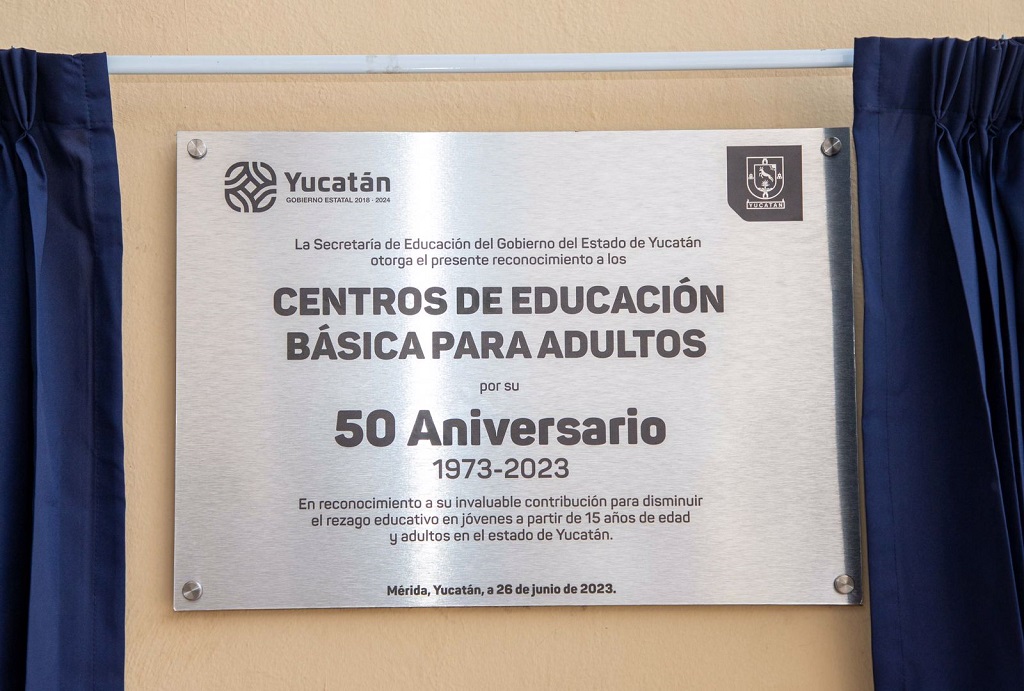 Yucatán
GOBIERNO ESTATAL 2018 - 2024
YUCATÁN
La Secretaría de Educación del Gobierno del Estado de Yucatán
otorga el presente reconocimiento a los
CENTROS DE EDUCACIÓN
BÁSICA PARA ADULTOS
por su
50 Aniversario
1973-2023
En reconocimiento a su invaluable contribución para disminuir
el rezago educativo en jóvenes a partir de 15 años de edad
y adultos en el estado de Yucatán.
Mérida, Yucatán, a 26 de junio de 2023.